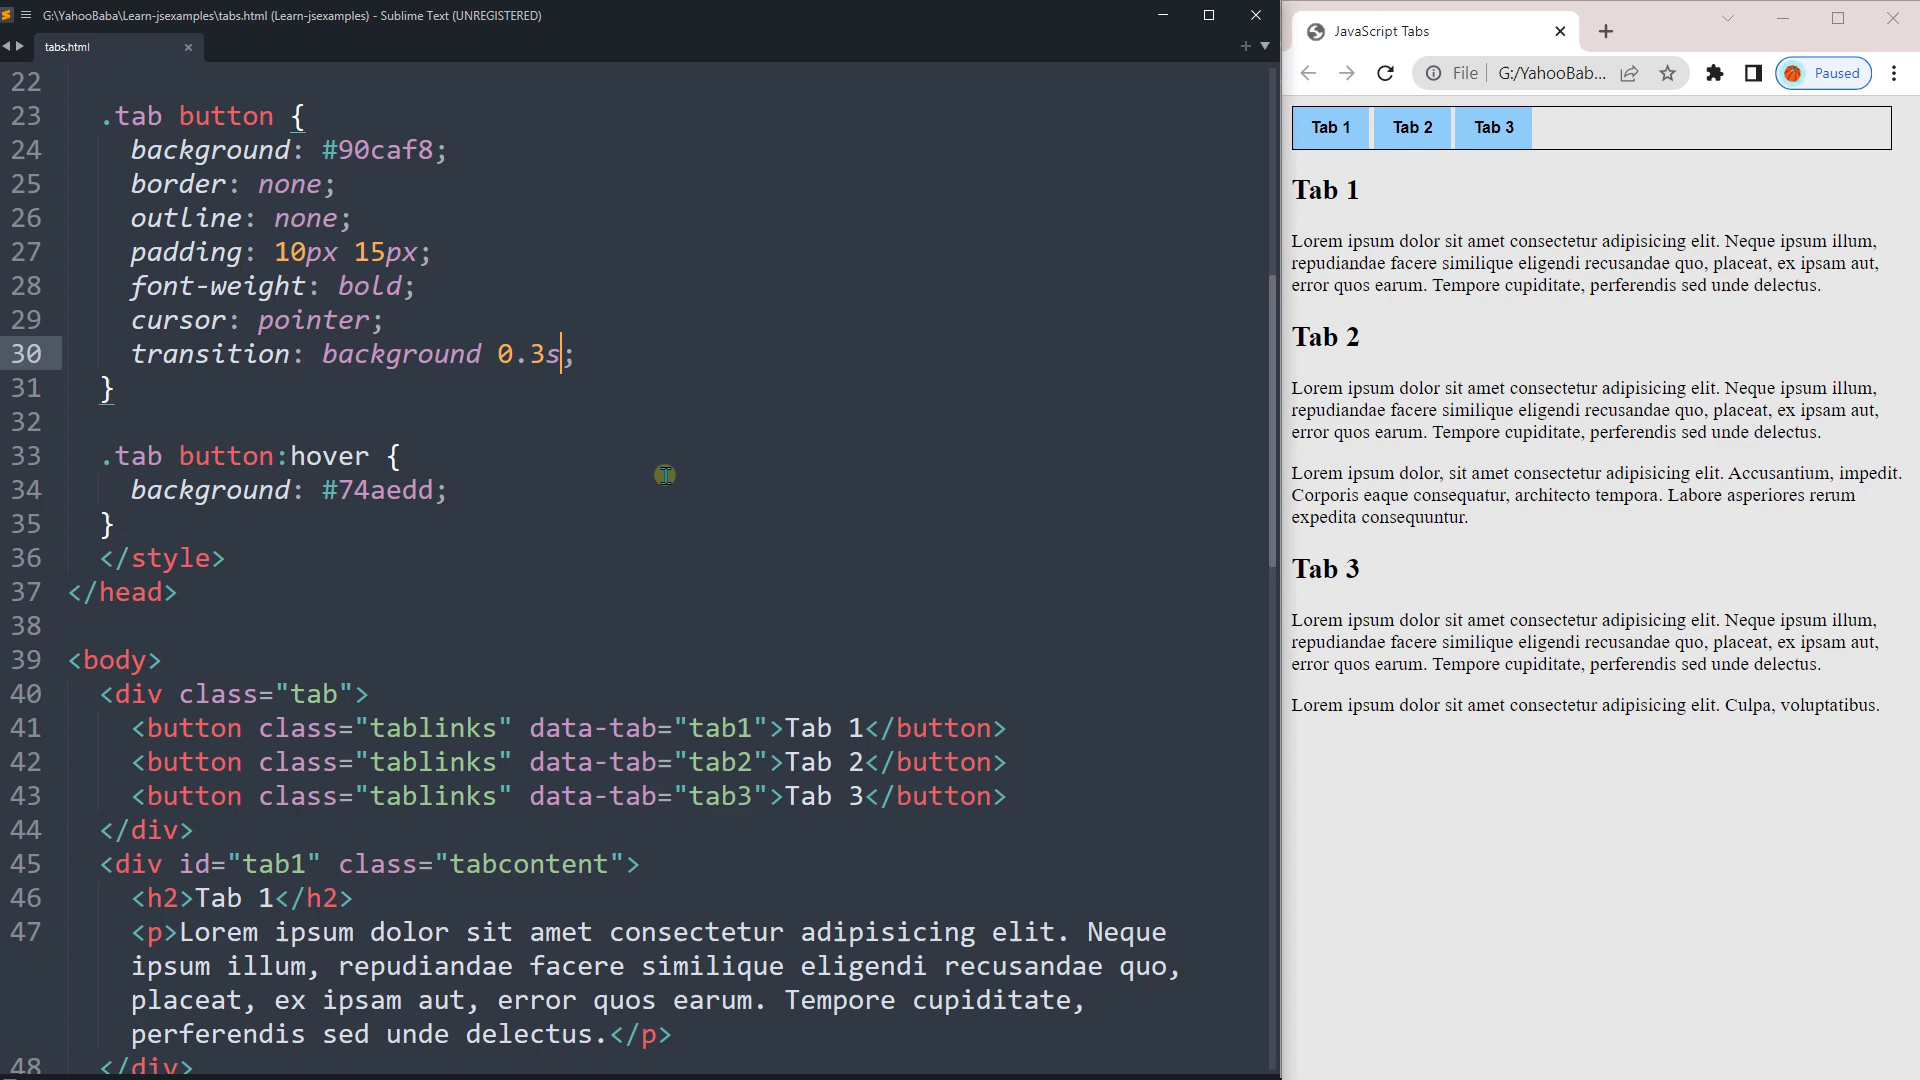 G:\YahooBaba\Learn-jsexamples\tabs.html (Learn-jsexamples) - Sublime Text (UNREGISTERED)
tabs.html
22
23 .tab button {
24 background: #90caf8;
25 border: none;
26 outline: none;
27 padding: 10px 15px;
28 font-weight: bold;
29 cursor: pointer;
30 transition: background 0.3s;
31 }
32
33 .tab button:hover {
34 background: #74aedd;
35 }
36 </style>
37 </head>
38
39 <body>
40 <div class="tab">
41 <button class="tablinks" data-tab="tab1">Tab 1</button>
42 <button class="tablinks" data-tab="tab2">Tab 2</button>
43 <button class="tablinks" data-tab="tab3">Tab 3</button>
44 </div>
45 <div id="tab1" class="tabcontent">
46 <h2>Tab 1</h2>
47 <p>Lorem ipsum dolor sit amet consectetur adipisicing elit. Neque
ipsum illum, repudiandae facere similique eligendi recusandae quo,
placeat, ex ipsam aut, error quos earum. Tempore cupiditate,
perferendis sed unde delectus.</p>
48 </div>
JavaScript Tabs
File G:/YahooBab... Paused
Tab 1 Tab 2 Tab 3
Tab 1
Lorem ipsum dolor sit amet consectetur adipisicing elit. Neque ipsum illum,
repudiandae facere similique eligendi recusandae quo, placeat, ex ipsam aut,
error quos earum. Tempore cupiditate, perferendis sed unde delectus.
Tab 2
Lorem ipsum dolor sit amet consectetur adipisicing elit. Neque ipsum illum,
repudiandae facere similique eligendi recusandae quo, placeat, ex ipsam aut,
error quos earum. Tempore cupiditate, perferendis sed unde delectus.
Lorem ipsum dolor, sit amet consectetur adipisicing elit. Accusantium, impedit.
Corporis eaque consequatur, architecto tempora. Labore asperiores rerum
expedita consequuntur.
Tab 3
Lorem ipsum dolor sit amet consectetur adipisicing elit. Neque ipsum illum,
repudiandae facere similique eligendi recusandae quo, placeat, ex ipsam aut,
error quos earum. Tempore cupiditate, perferendis sed unde delectus.
Lorem ipsum dolor sit amet consectetur adipisicing elit. Culpa, voluptatibus.